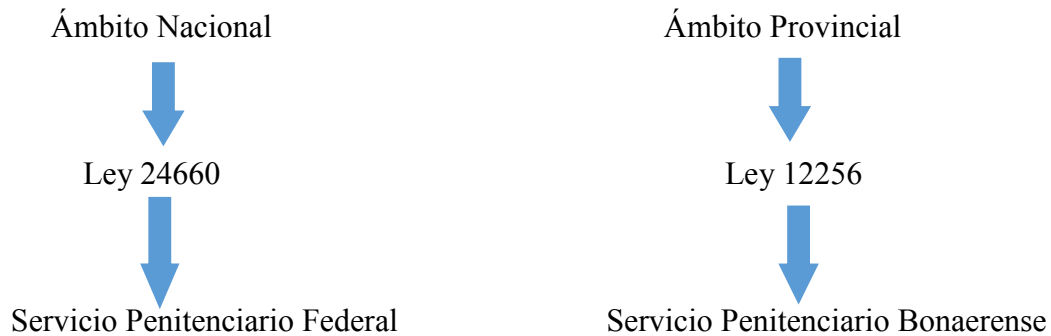 Ámbito Nacional
Ámbito Provincial
Ley 24660
Ley 12256
Servicio Penitenciario Federal
Servicio Penitenciario Bonaerense